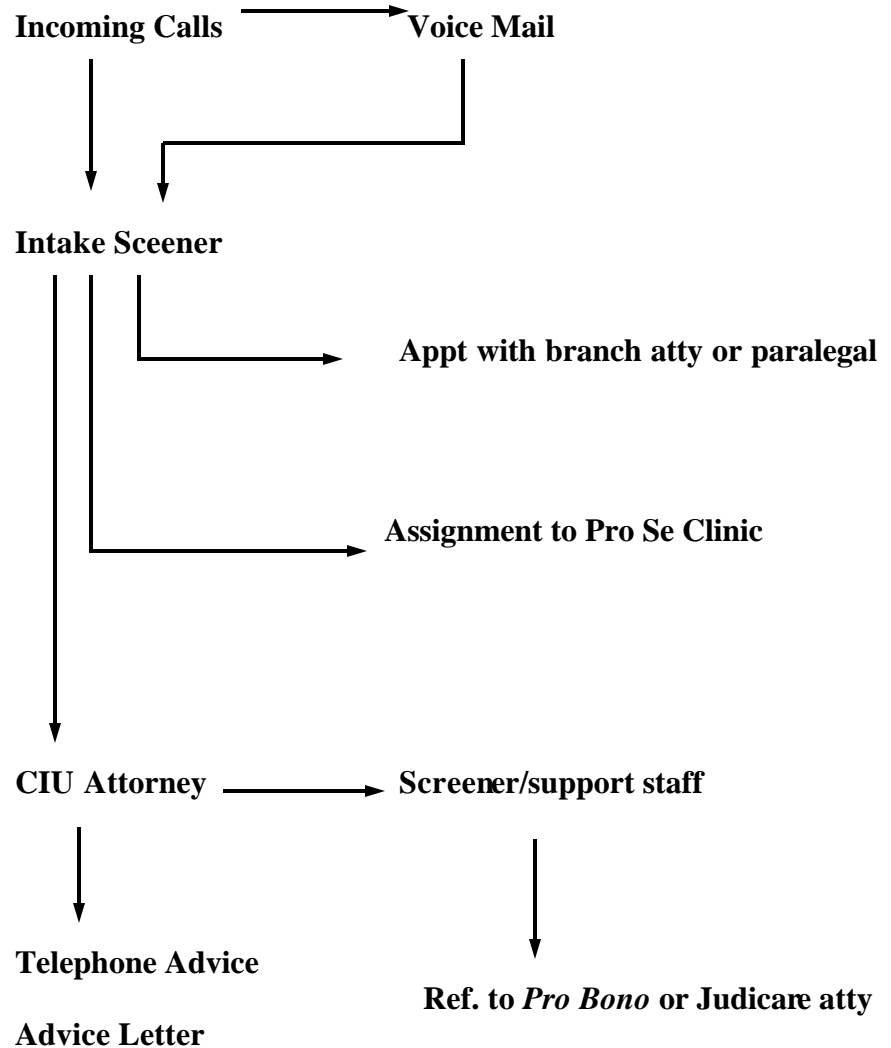 Incoming Calls
Voice Mail
Intake Sceener
Appt with branch atty or paralegal
Assignment to Pro Se Clinic
CIU Attorney
Screener/support staff
Telephone Advice
Ref. to Pro Bono or Judicare atty
Advice Letter